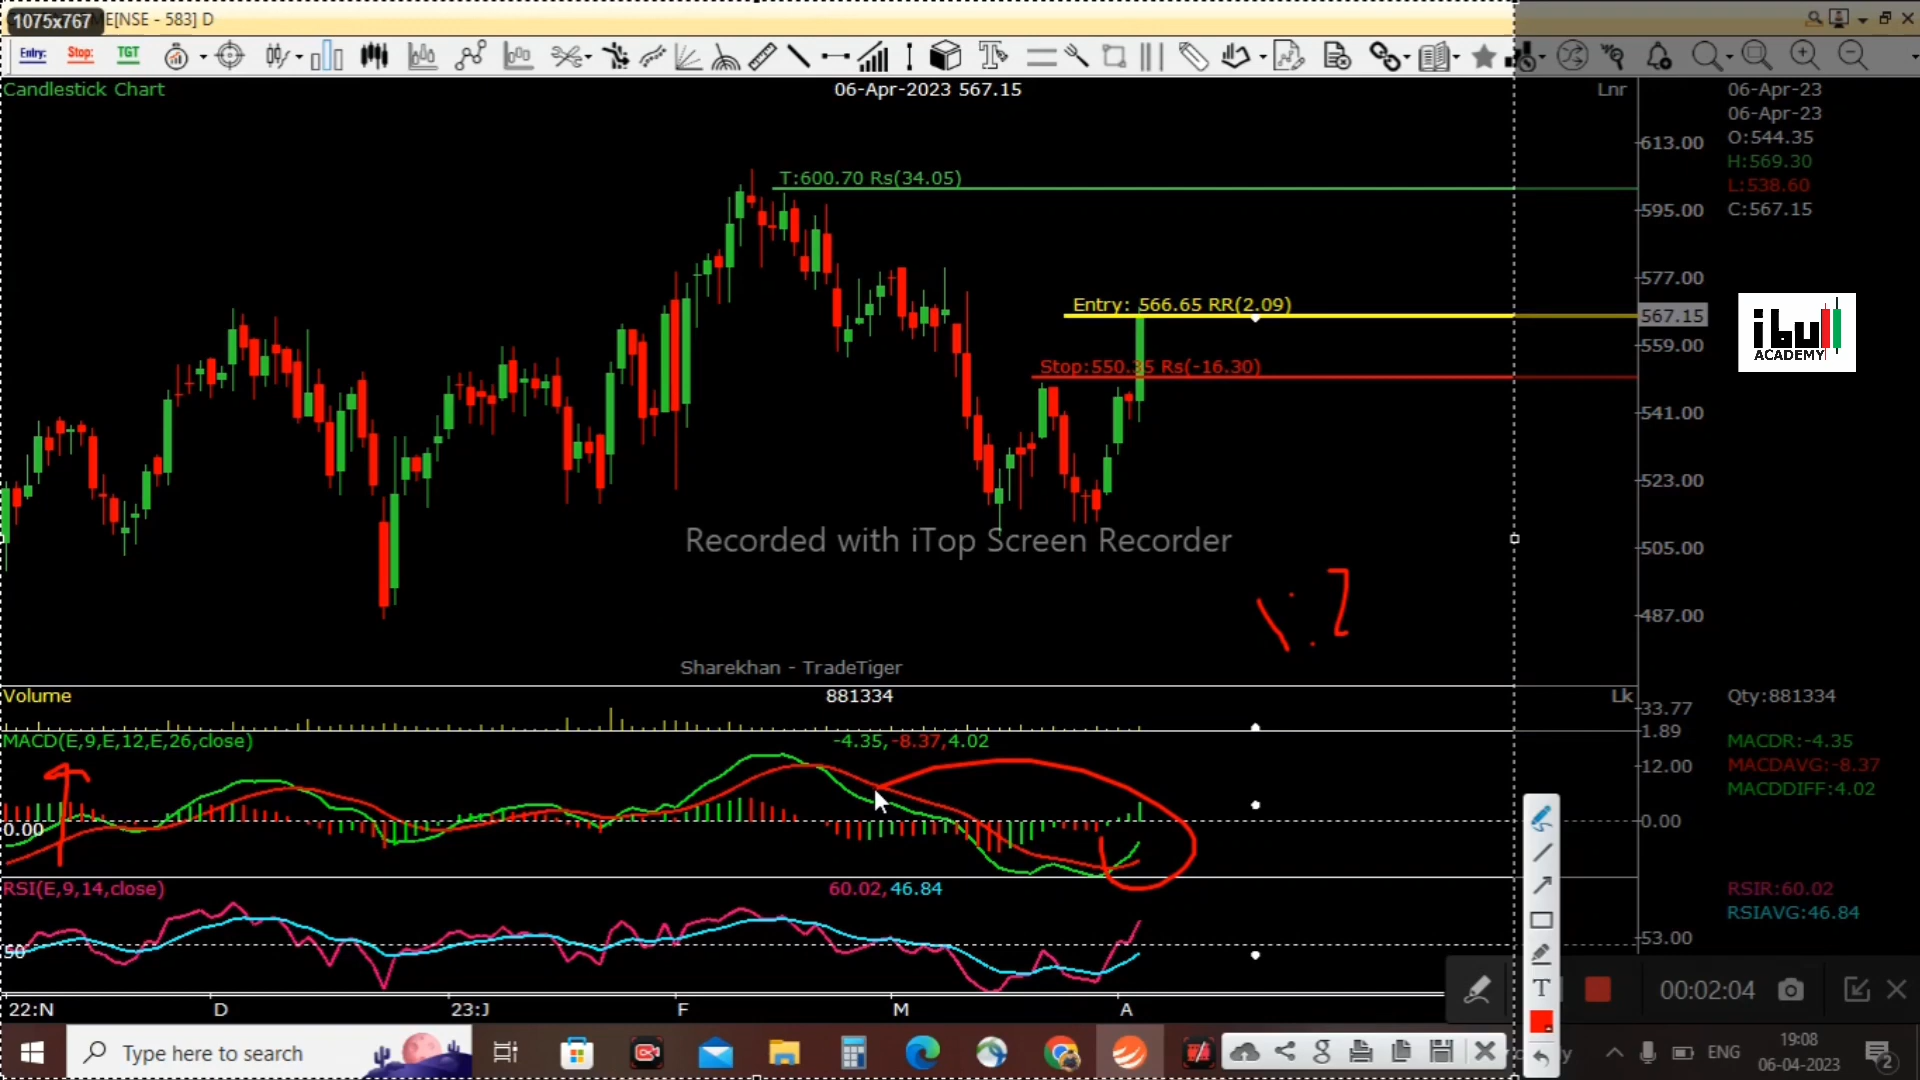 1075x767 E[NSE - 583] D
Entry: Stop: TGT
Candlestick Chart 06-Apr-2023 567.15 Lnr
06-Apr-23
06-Apr-23
O:544.35
H:569.30
L:538.60
C:567.15
613.00
T:600.70 Rs(34.05)
595.00
577.00
Entry: 566.65 RR(2.09)
567.15
559.00
ibull
ACADEMY
Stop:550.35 Rs(-16.30)
541.00
523.00
505.00
487.00
Recorded with iTop Screen Recorder
1:2
Sharekhan - TradeTiger
Volume 881334 Lk
Qty:881334
33.77
1.89
MACD(E,9,E,12,E,26,close) -4.35,-8.37,4.02
12.00
0.00 0.00
MACDR:-4.35
MACDAVG:-8.37
MACDDIFF:4.02
RSI(E,9,14,close) 60.02,46.84
RSIR:60.02
RSIAVG:46.84
50 53.00
22:N D 23:J F M A
T
00:02:04
Type here to search
ENG
19:08
06-04-2023
2